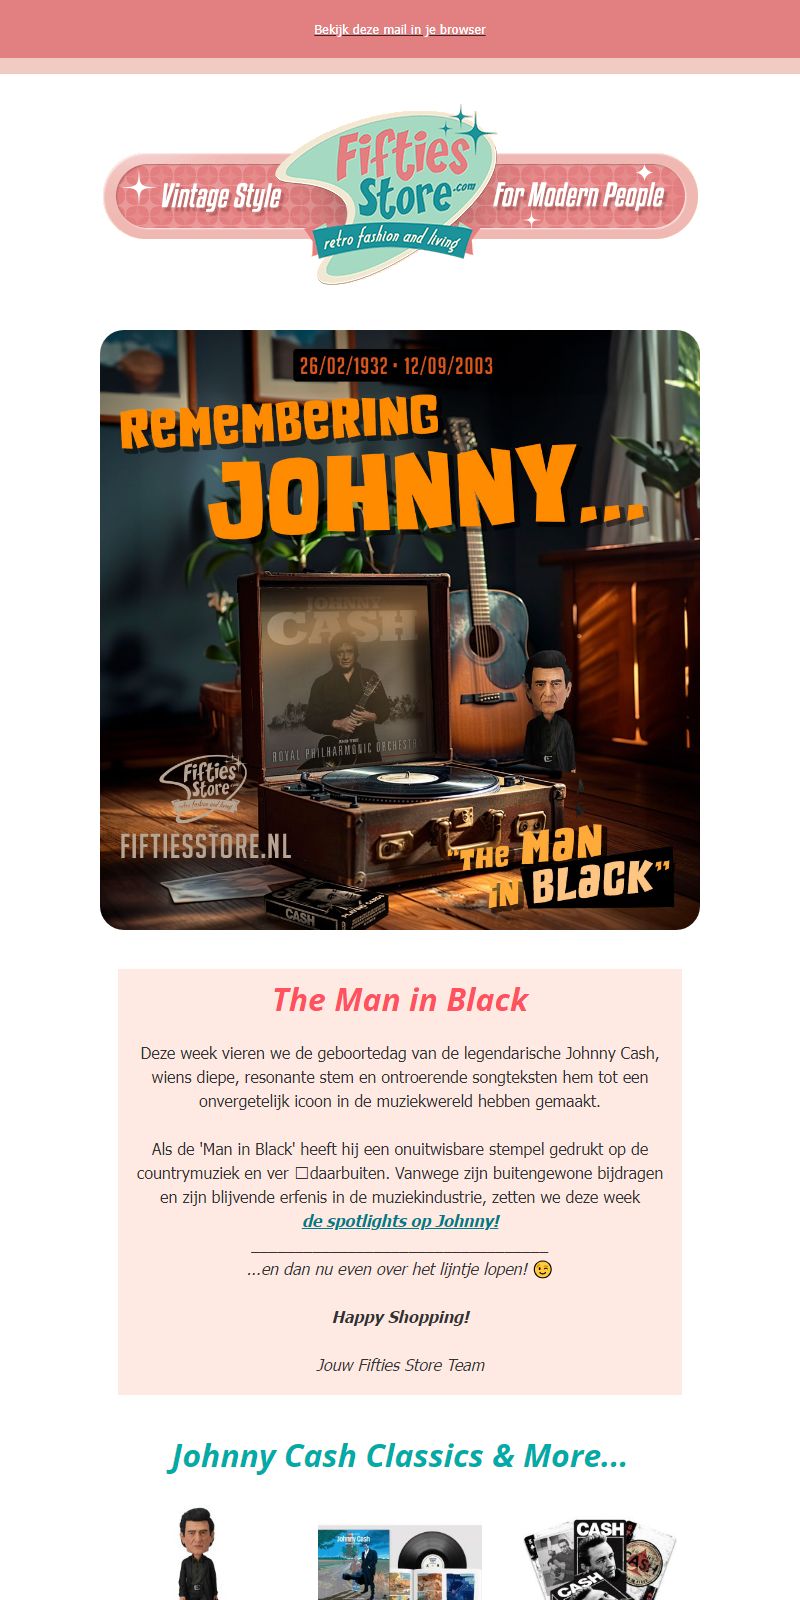 Bekijk deze mail in je browser
Fifties
Store.com
Vintage Style
For Modern People
retro fashion and living
26/02/1932 • 12/09/2003
REMEMBERING
JOHNNY...
JOHNNY
CASH
AND THE
ROYAL PHILHARMONIC ORCHESTRA
Fifties
Store
retro fashion and living
FIFTIESSTORE.NL
"THE MAN
IN BLACK"
CASH
PLAYING CARDS
The Man in Black
Deze week vieren we de geboortedag van de legendarische Johnny Cash,
wiens diepe, resonante stem en ontroerende songteksten hem tot een
onvergetelijk icoon in de muziekwereld hebben gemaakt.
Als de 'Man in Black' heeft hij een onuitwisbare stempel gedrukt op de
countrymuziek en ver □daarbuiten. Vanwege zijn buitengewone bijdragen
en zijn blijvende erfenis in de muziekindustrie, zetten we deze week
de spotlights op Johnny!
_________________________________
...en dan nu even over het lijntje lopen! 😉
Happy Shopping!
Jouw Fifties Store Team
Johnny Cash Classics & More...
Johnny Cash
CASH
CASH
CASH